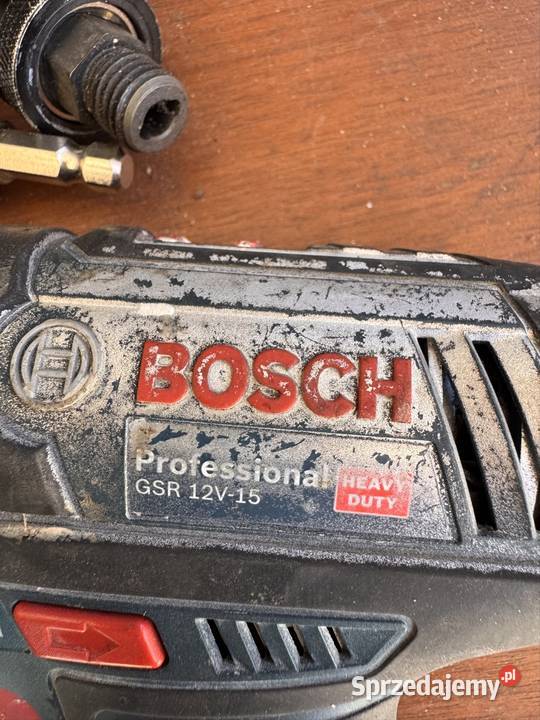 BOSCH
Professional
GSR 12V-15
HEAVY
DUTY
Sprzedajemy.pl